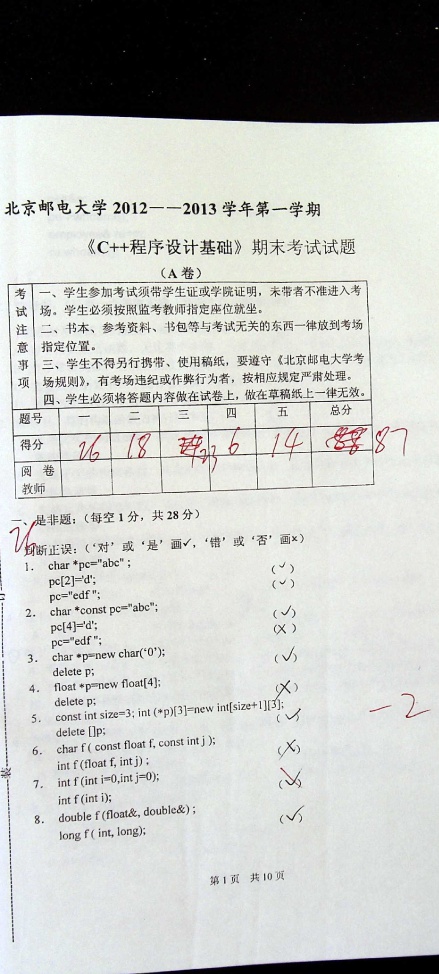 北京邮电大学 2012——2013 学年第一学期
《C++程序设计基础》期末考试试题
（A 卷）
考试注意事项
一、学生参加考试须带学生证或学院证明，未带者不准进入考
场。学生必须按照监考教师指定座位就坐。
二、书本、参考资料、书包等与考试无关的东西一律放到考场
指定位置。
三、学生不得另行携带、使用稿纸，要遵守《北京邮电大学考
场规则》，有考场违纪或作弊行为者，按相应规定严肃处理。
四、学生必须将答题内容做在试卷上，做在草稿纸上一律无效。
题号 一 二 三 四 五 总分
得分 26 18 23 6 14 87
阅 卷
教师
26
一、是非题：（每空 1 分，共 28 分）
判断正误：（‘对’或‘是’画✓，‘错’或‘否’画×）
1. char *pc="abc" ;
pc[2]='d'; (✓)
pc="edf "; (✓)
2. char *const pc="abc";
pc[4]='d'; (✓)
pc="edf "; (X)
3. char *p=new char(‘0’);
delete p; (✓)
4. float *p=new float[4];
delete p; (X)
5. const int size=3; int (*p)[3]=new int[size+1][3];
delete []p; (✓)
-2
6. char f ( const float f, const int j );
int f (float f, int j) ; (X)
7. int f (int i=0,int j=0);
int f (int i); (✓)
8. double f (float&, double&) ;
long f ( int, long); (✓)
装
第 1 页 共 10 页